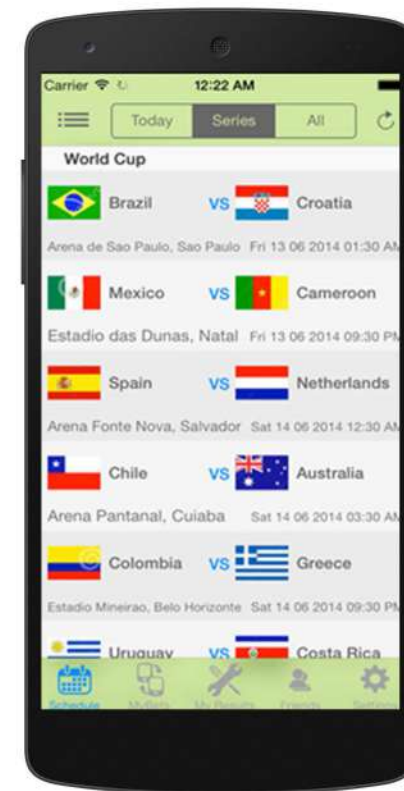 Carrier 12:22 AM
Today Series All
World Cup
Brazil VS Croatia
Arena de Sao Paulo, Sao Paulo Fri 13 06 2014 01:30 AM
Mexico VS Cameroon
Estadio das Dunas, Natal Fri 13 06 2014 09:30 PM
Spain VS Netherlands
Arena Fonte Nova, Salvador Sat 14 06 2014 12:30 AM
Chile VS Australia
Arena Pantanal, Cuiaba Sat 14 06 2014 03:30 AM
Colombia VS Greece
Estadio Mineirao, Belo Horizonte Sat 14 06 2014 09:30 PM
Uruguay VS Costa Rica
Schedule MyBets My Results Friends Settings